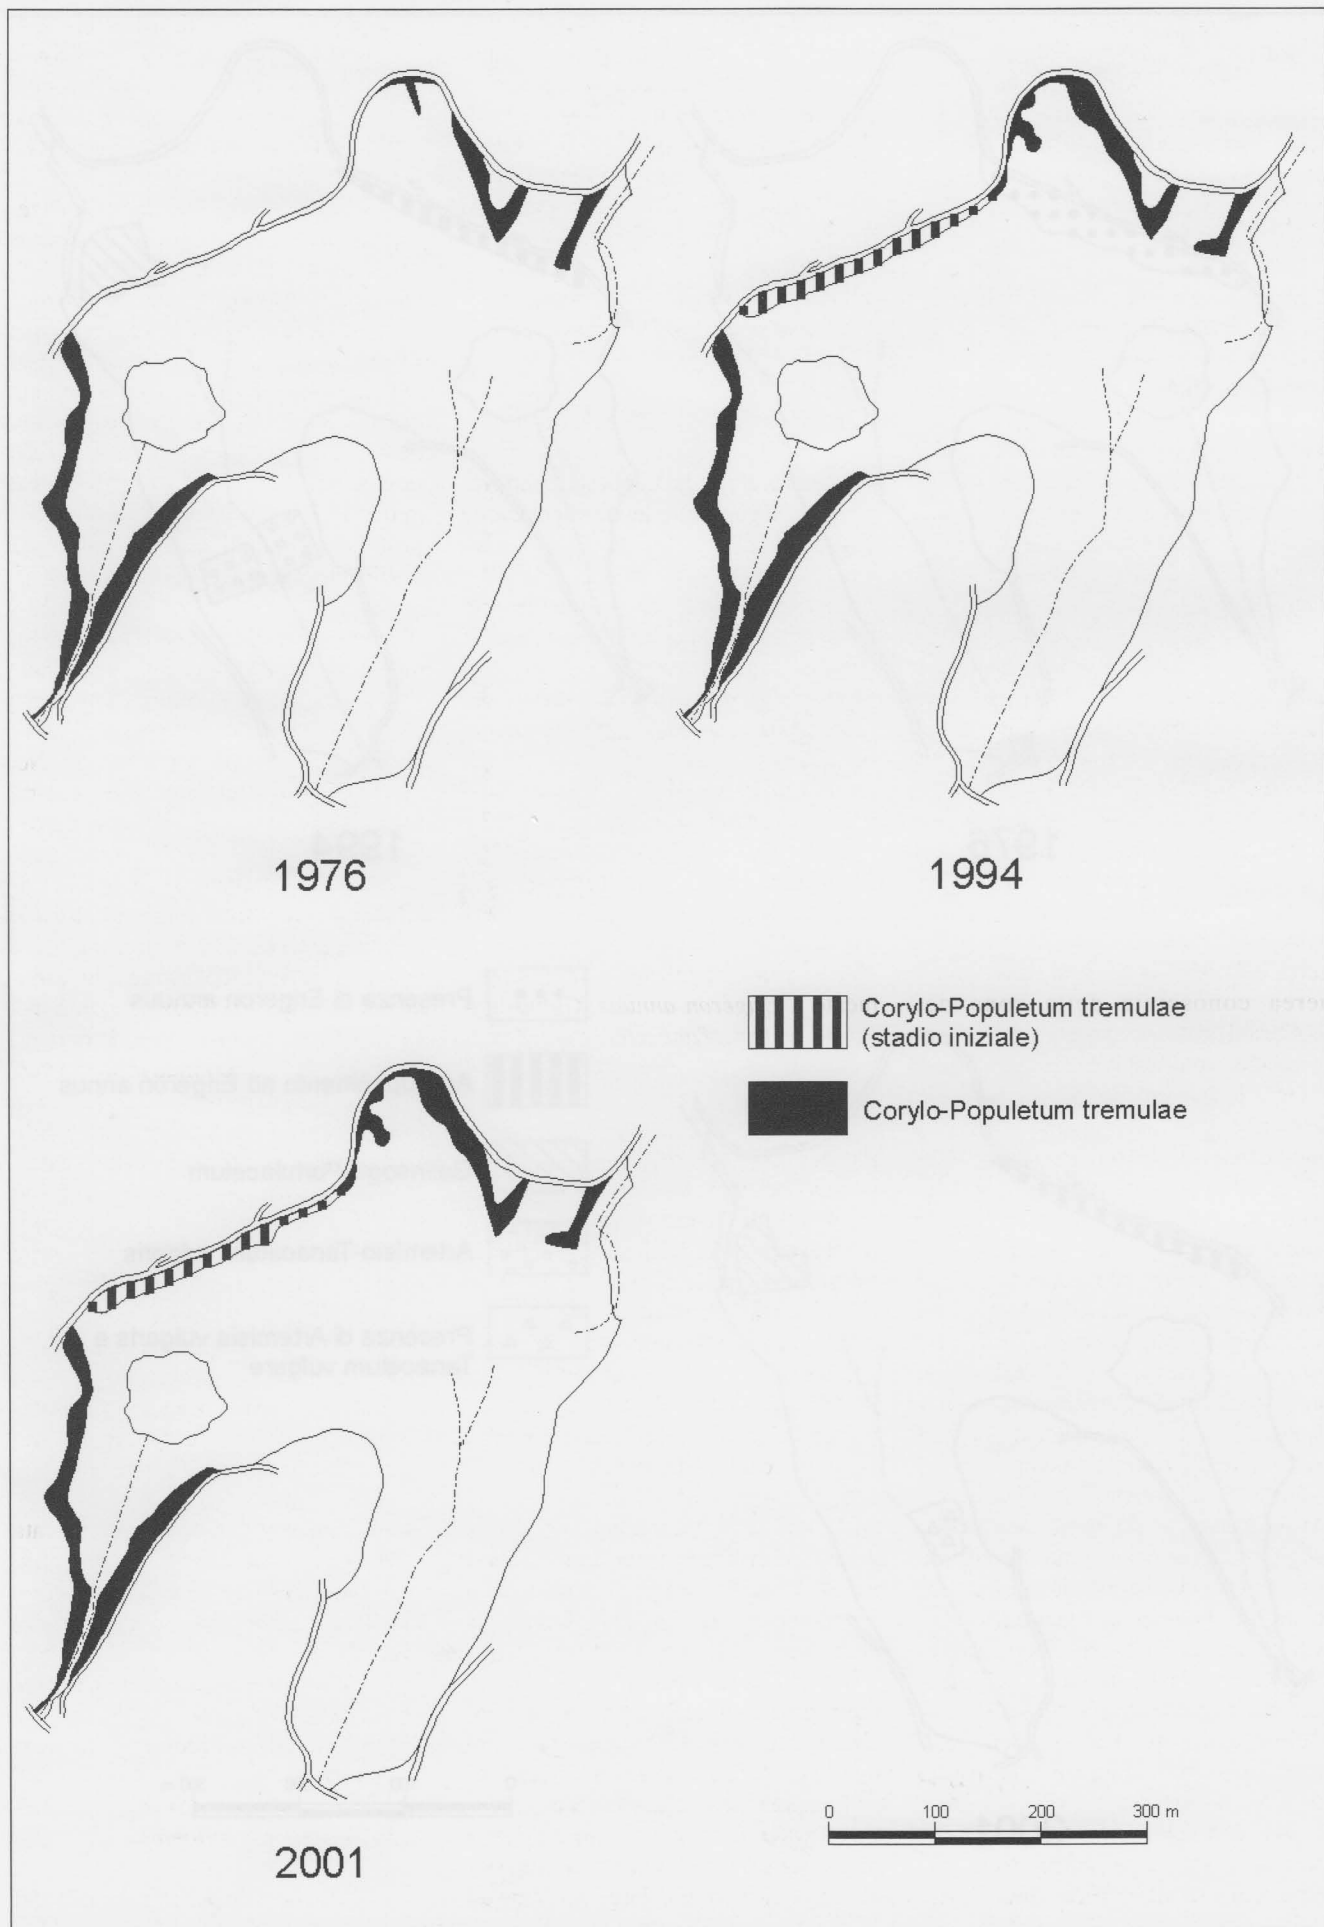 1976
1994
Corylo-Populetum tremulae
(stadio iniziale)
Corylo-Populetum tremulae
2001
0 100 200 300 m